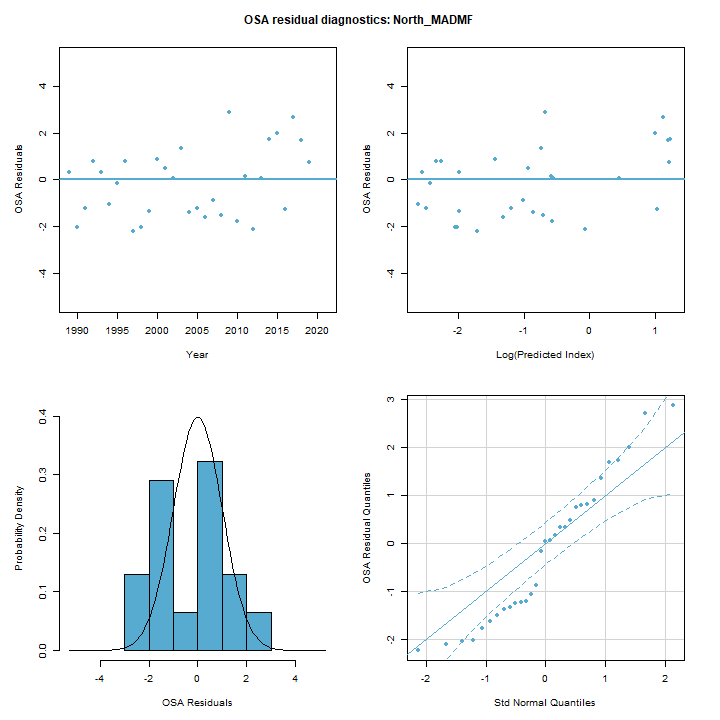 OSA residual diagnostics: North_MADMF
OSA Residuals
4
2
0
-2
-4
1990 1995 2000 2005 2010 2015 2020
Year
OSA Residuals
4
2
0
-2
-4
-2 -1 0 1
Log(Predicted Index)
Probability Density
0.4
0.3
0.2
0.1
0.0
-4 -2 0 2 4
OSA Residuals
OSA Residual Quantiles
3
2
1
0
-1
-2
-2 -1 0 1 2
Std Normal Quantiles